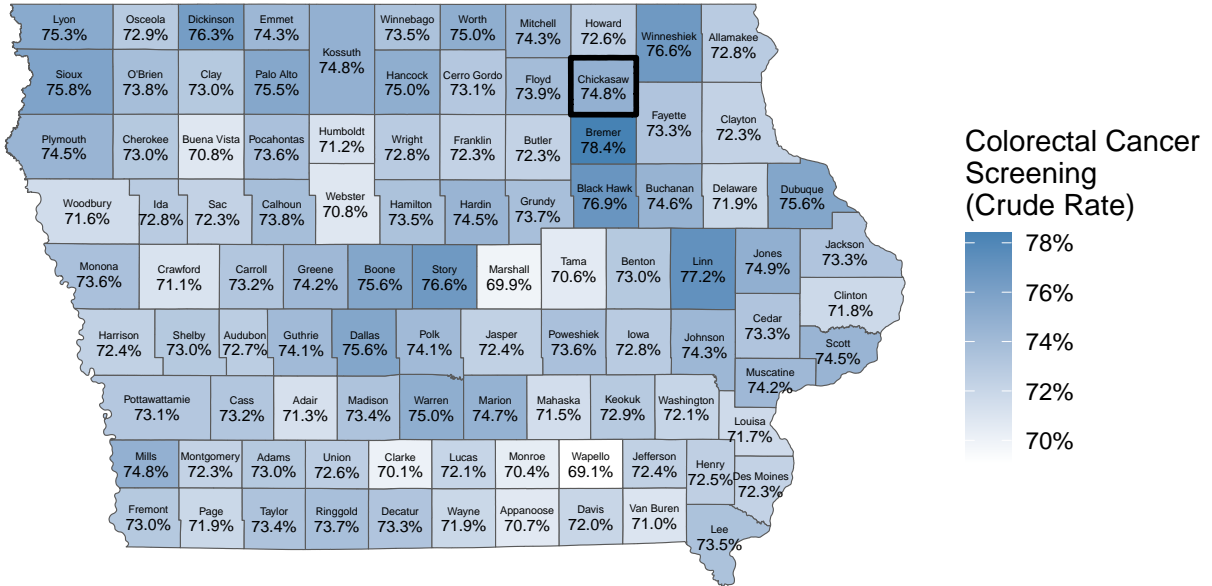 Lyon
75.3%
Osceola
72.9%
Dickinson
76.3%
Emmet
74.3%
Kossuth
74.8%
Winnebago
73.5%
Worth
75.0%
Mitchell
74.3%
Howard
72.6%
Winneshiek
76.6%
Allamakee
72.8%
Sioux
75.8%
O'Brien
73.8%
Clay
73.0%
Palo Alto
75.5%
Hancock
75.0%
Cerro Gordo
73.1%
Floyd
73.9%
Chickasaw
74.8%
Fayette
73.3%
Clayton
72.3%
Plymouth
74.5%
Cherokee
73.0%
Buena Vista
70.8%
Pocahontas
73.6%
Humboldt
71.2%
Wright
72.8%
Franklin
72.3%
Butler
72.3%
Bremer
78.4%
Woodbury
71.6%
Ida
72.8%
Sac
72.3%
Calhoun
73.8%
Webster
70.8%
Hamilton
73.5%
Hardin
74.5%
Grundy
73.7%
Black Hawk
76.9%
Buchanan
74.6%
Delaware
71.9%
Dubuque
75.6%
Monona
73.6%
Crawford
71.1%
Carroll
73.2%
Greene
74.2%
Boone
75.6%
Story
76.6%
Marshall
69.9%
Tama
70.6%
Benton
73.0%
Linn
77.2%
Jones
74.9%
Jackson
73.3%
Clinton
71.8%
Harrison
72.4%
Shelby
73.0%
Audubon
72.7%
Guthrie
74.1%
Dallas
75.6%
Polk
74.1%
Jasper
72.4%
Poweshiek
73.6%
Iowa
72.8%
Johnson
74.3%
Cedar
73.3%
Scott
74.5%
Muscatine
74.2%
Pottawattamie
73.1%
Cass
73.2%
Adair
71.3%
Madison
73.4%
Warren
75.0%
Marion
74.7%
Mahaska
71.5%
Keokuk
72.9%
Washington
72.1%
Louisa
71.7%
Mills
74.8%
Montgomery
72.3%
Adams
73.0%
Union
72.6%
Clarke
70.1%
Lucas
72.1%
Monroe
70.4%
Wapello
69.1%
Jefferson
72.4%
Henry
72.5%
Des Moines
72.3%
Fremont
73.0%
Page
71.9%
Taylor
73.4%
Ringgold
73.7%
Decatur
73.3%
Wayne
71.9%
Appanoose
70.7%
Davis
72.0%
Van Buren
71.0%
Lee
73.5%
Colorectal Cancer
Screening
(Crude Rate)
78%
76%
74%
72%
70%